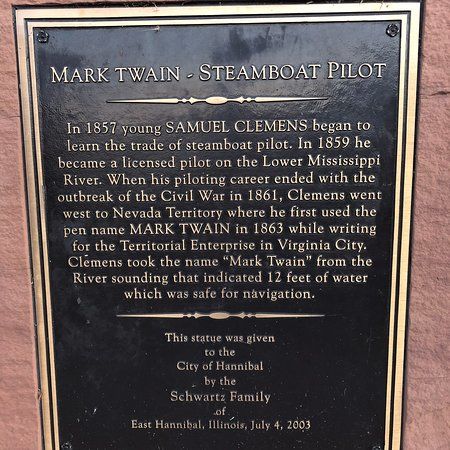 MARK TWAIN - STEAMBOAT PILOT
In 1857 young SAMUEL CLEMENS began to
learn the trade of steamboat pilot. In 1859 he
became a licensed pilot on the Lower Mississippi
River. When his piloting career ended with the
outbreak of the Civil War in 1861, Clemens went
west to Nevada Territory where he first used the
pen name MARK TWAIN in 1863 while writing
for the Territorial Enterprise in Virginia City.
Clemens took the name “Mark Twain” from the
River sounding that indicated 12 feet of water
which was safe for navigation.
This statue was given
to the
City of Hannibal
by the
Schwartz Family
of
East Hannibal, Illinois, July 4, 2003